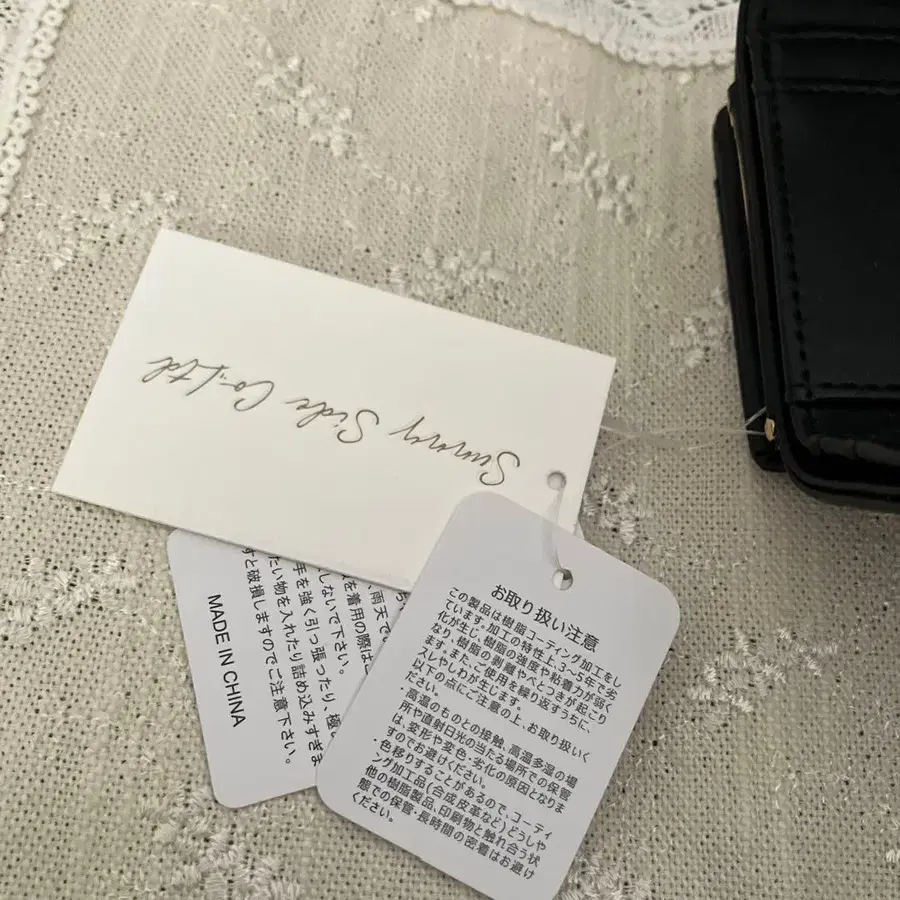 Sunny Side Co.,Ltd
お取り扱い注意
この製品は樹脂コーティング加工をし
ています。加工の特性上、3~5年で劣
化が生じ、樹脂の強度や粘着力が弱く
なり、樹脂の剥離やべとつきが起こり
ます。また、ご使用を繰り返すうちに、
スレやしわが生じます。
以下の点にご注意の上、お取り扱いく
ださい。
・高温のものとの接触、高温多湿の場
所や直射日光の当たる場所での保管
は、変形や変色・劣化の原因となりま
すのでお避けください。
・色移りすることがあるので、コーティ
ング加工品(合成皮革など)どうしや
他の樹脂製品、印刷物と触れ合う状
態での保管・長時間の密着はお避け
ください。
、雨天で
を着用の際は
しないで下さい。
手を強く引っ張ったり、極
たい物を入れたり詰め込みすぎま
すと破損しますのでご注意下さい。
MADE IN CHINA